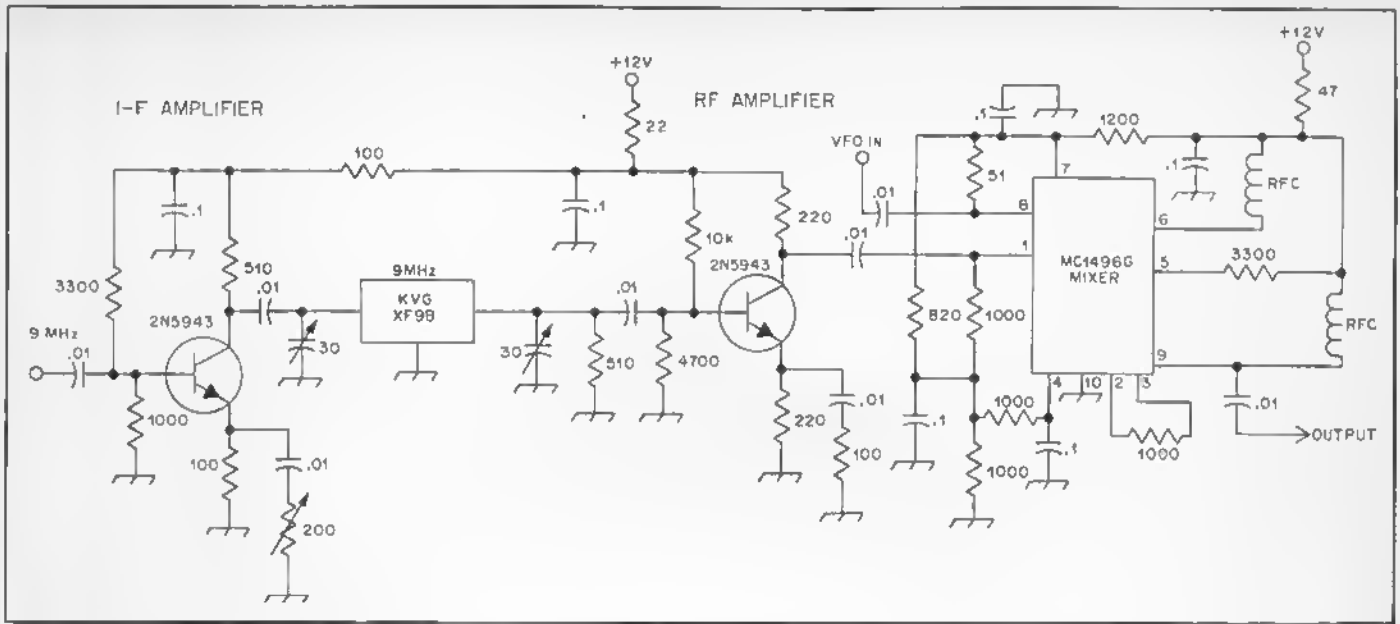 I-F AMPLIFIER
+12V
22
RF AMPLIFIER
+12V
47
.1
1200
VFO IN
51
.1
RFC
100
.1
.1
10k
220
.01
7
8
6
3300
510
.01
9MHz
KVG
XF9B
.01
2N5943
.01
1
MC1496G
MIXER
5
3300
9 MHz
.01
2N5943
30
30
510
4700
820
1000
RFC
9
1000
100
.01
200
220
.01
100
.1
1000
1000
4
10
2
3
.1
1000
.01
OUTPUT